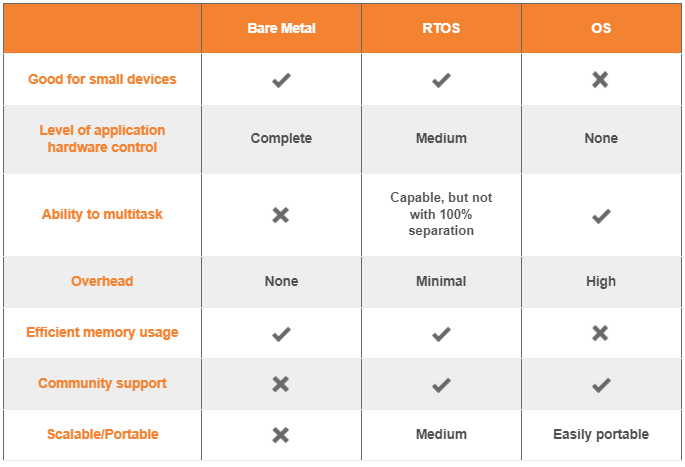 Bare Metal RTOS OS
Good for small devices ✓ ✓ ✗
Level of application
hardware control Complete Medium None
Ability to multitask ✗ Capable, but not
with 100%
separation ✓
Overhead None Minimal High
Efficient memory usage ✓ ✓ ✗
Community support ✗ ✓ ✓
Scalable/Portable ✗ Medium Easily portable